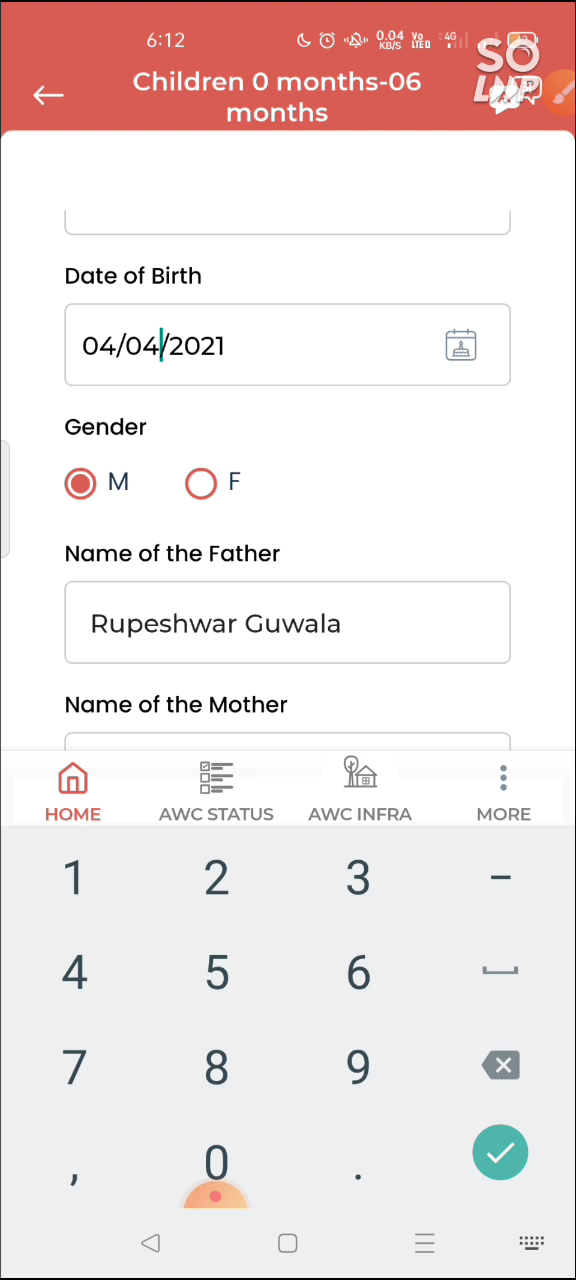 6:12
0.04
KB/S
Vo
LTED
4G
Children 0 months-06
months
Date of Birth
04/04/2021
Gender
M
F
Name of the Father
Rupeshwar Guwala
Name of the Mother
HOME
AWC STATUS
AWC INFRA
MORE
1 2 3 -
4 5 6
7 8 9
, 0 .